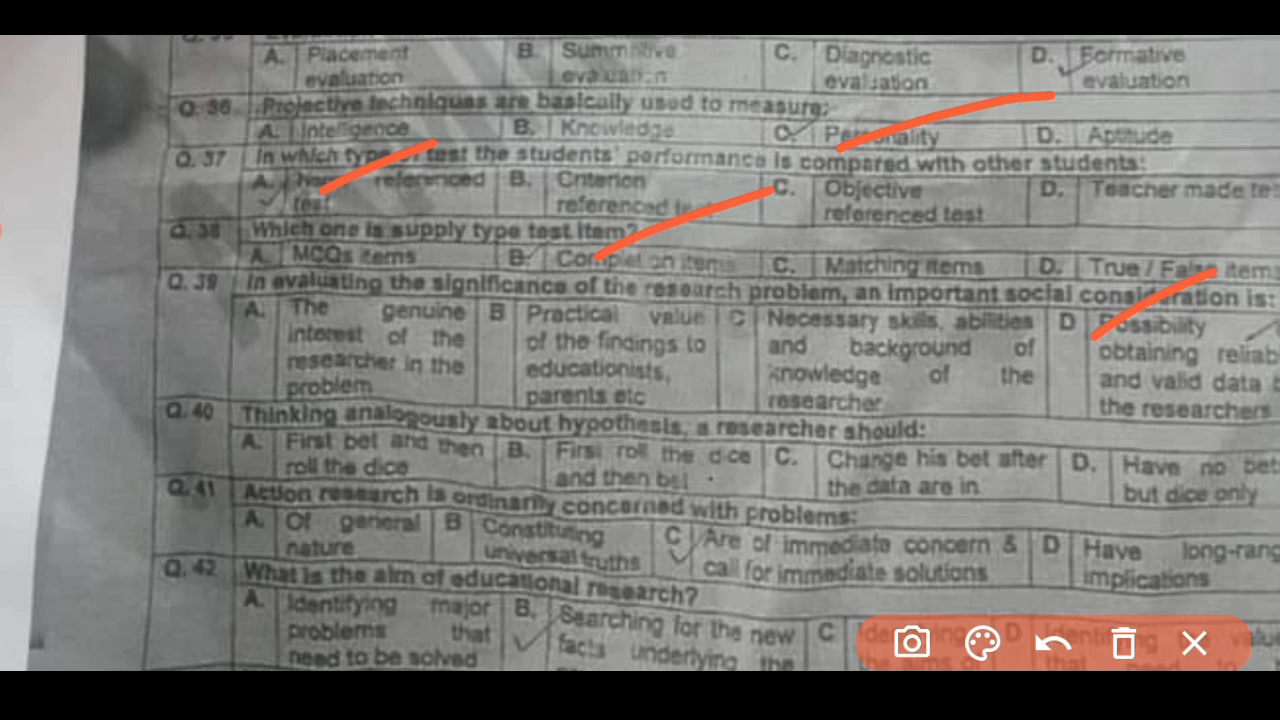 A. Placement B. Summative C. Diagnostic D. Formative
evaluation evaluation evaluation evaluation
Q. 36 Projective techniques are basically used to measure:
A. Intelligence B. Knowledge C. Personality D. Aptitude
Q. 37 In which type of test the students' performance is compared with other students:
A. referenced B. Criterion C. Objective D. Teacher made
test referenced referenced test
Q. 38 Which one is supply type test item?
A. MCQs items B. Completion items C. Matching items D. True / False
Q. 39 In evaluating the significance of the research problem, an important social consideration is:
A. The genuine B Practical value C Necessary skills, abilities D Possibility
interest of the of the findings to and background of obtaining
researcher in the educationists, knowledge of the and valid data
problem parents etc researcher the researchers
Q. 40 Thinking analogously about hypothesis, a researcher should:
A. First bet and then B. First roll the dice C. Change his bet after D. Have no bet
roll the dice and then bet the data are in but dice only
Q. 41 Action research is ordinarily concerned with problems:
A. Of general B Constituting C Are of immediate concern & D Have
nature universal truths call for immediate solutions implications
Q. 42 What is the aim of educational research?
A. Identifying major B. Searching for the new C D
problems that facts underlying the
need to be solved